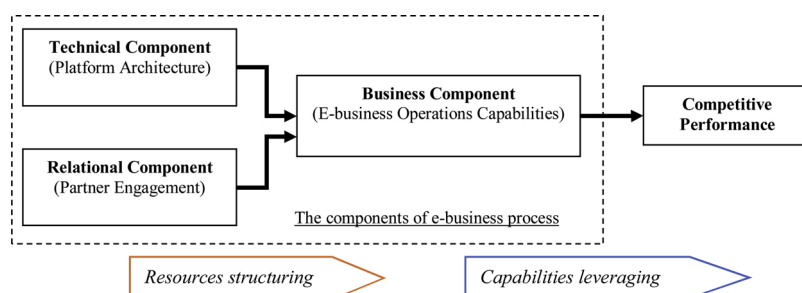 Technical Component
(Platform Architecture)
Business Component
(E-business Operations Capabilities)
Competitive
Performance
Relational Component
(Partner Engagement)
The components of e-business process
Resources structuring
Capabilities leveraging